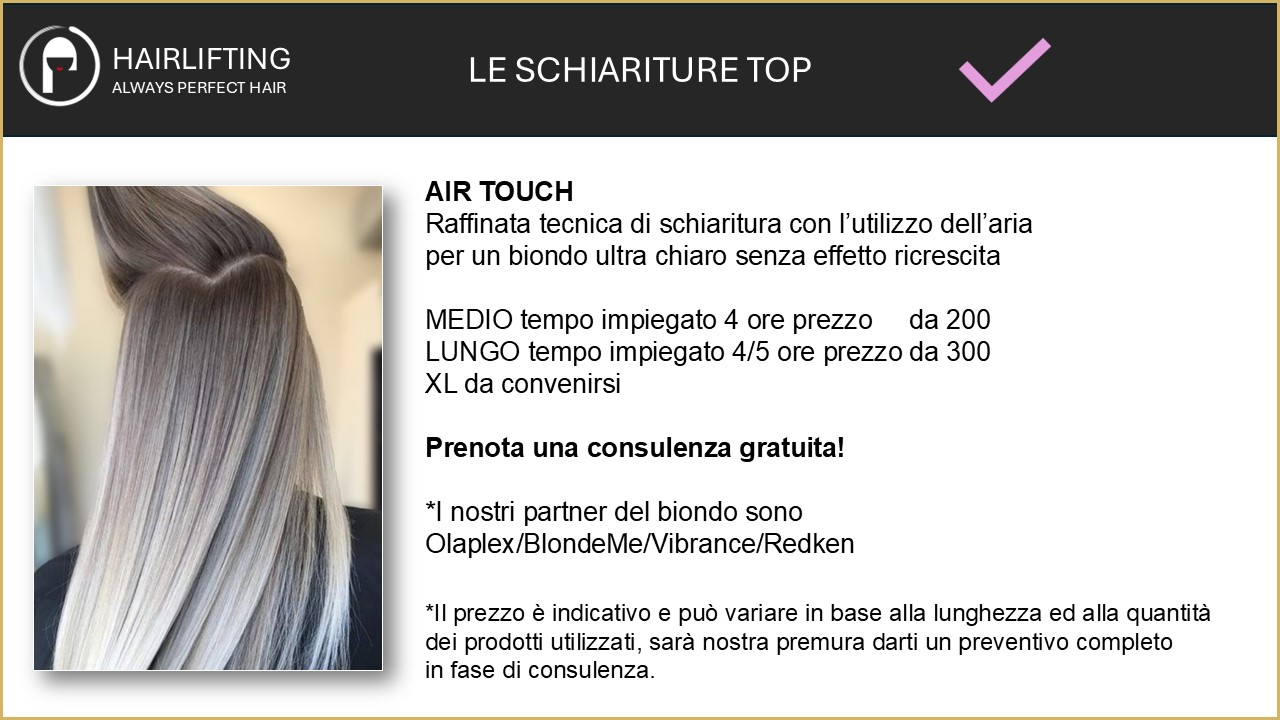 HAIRLIFTING
ALWAYS PERFECT HAIR
LE SCHIARITURE TOP
AIR TOUCH
Raffinata tecnica di schiaritura con l’utilizzo dell’aria
per un biondo ultra chiaro senza effetto ricrescita
MEDIO tempo impiegato 4 ore prezzo da 200
LUNGO tempo impiegato 4/5 ore prezzo da 300
XL da convenirsi
Prenota una consulenza gratuita!
*I nostri partner del biondo sono
Olaplex/BlondeMe/Vibrance/Redken
*Il prezzo è indicativo e può variare in base alla lunghezza ed alla quantità
dei prodotti utilizzati, sarà nostra premura darti un preventivo completo
in fase di consulenza.